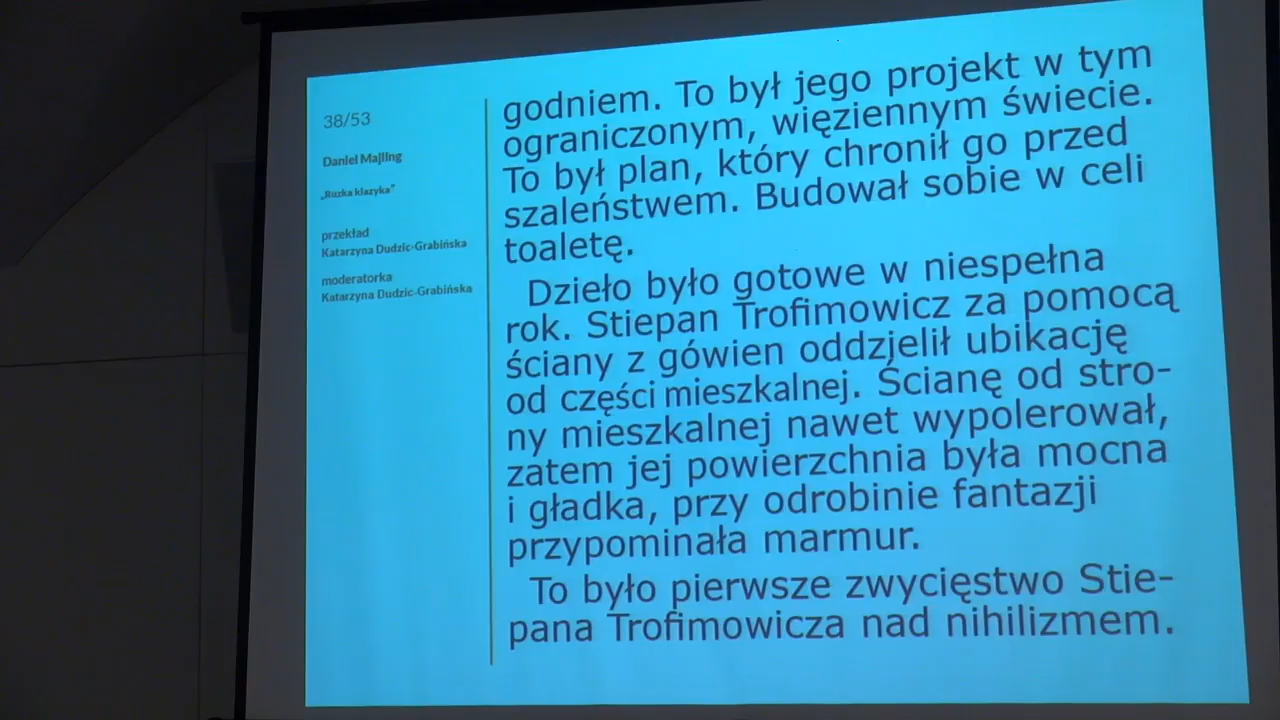 38/53
Daniel Majling
„Ruzka klazyka”
przekład
Katarzyna Dudzic-Grabińska
moderatorka
Katarzyna Dudzic-Grabińska
godniem. To był jego projekt w tym
ograniczonym, więziennym świecie.
To był plan, który chronił go przed
szaleństwem. Budował sobie w celi
toaletę.
Dzieło było gotowe w niespełna
rok. Stiepan Trofimowicz za pomocą
ściany z gówien oddzielił ubikację
od części mieszkalnej. Ścianę od stro-
ny mieszkalnej nawet wypolerował,
zatem jej powierzchnia była mocna
i gładka, przy odrobinie fantazji
przypominała marmur.
To było pierwsze zwycięstwo Stie-
pana Trofimowicza nad nihilizmem.